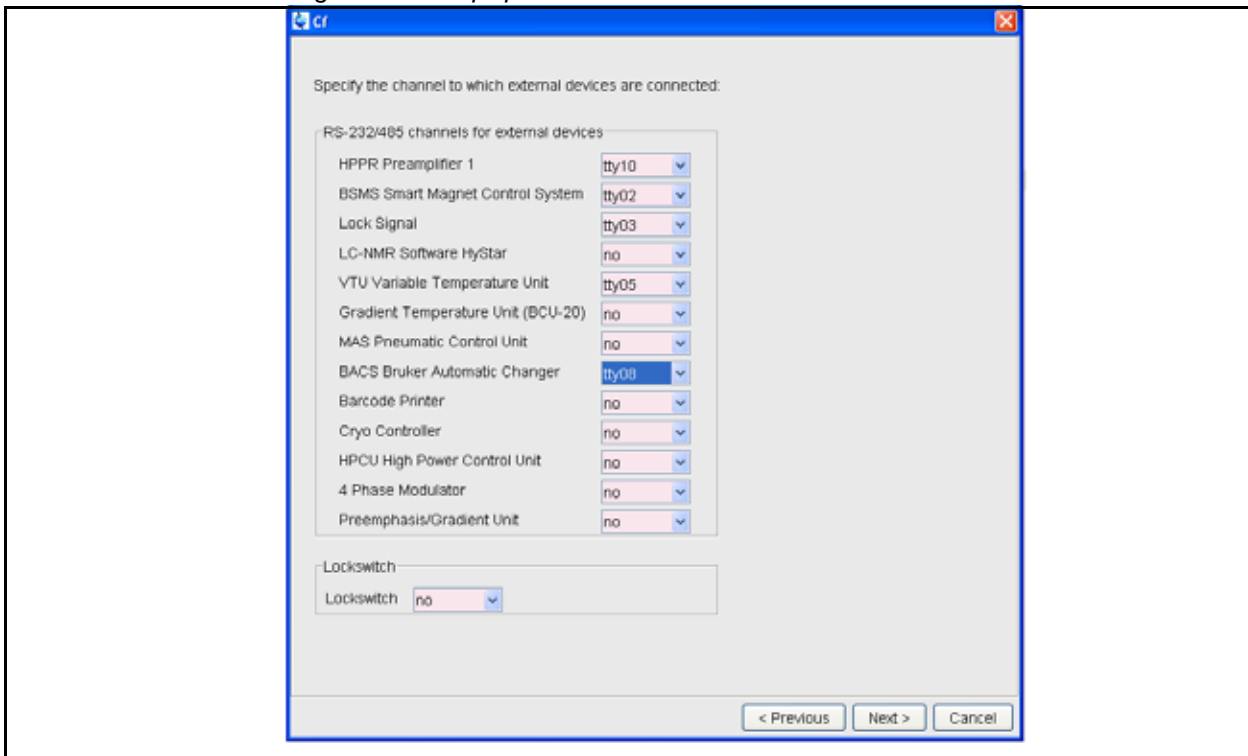 Cf
Specify the channel to which external devices are connected:
RS-232/485 channels for external devices
HPPR Preamplifier 1 tty10
BSMS Smart Magnet Control System tty02
Lock Signal tty03
LC-NMR Software HyStar no
VTU Variable Temperature Unit tty05
Gradient Temperature Unit (BCU-20) no
MAS Pneumatic Control Unit no
BACS Bruker Automatic Changer tty08
Barcode Printer no
Cryo Controller no
HPCU High Power Control Unit no
4 Phase Modulator no
Preemphasis/Gradient Unit no
Lockswitch
Lockswitch no
< Previous Next > Cancel